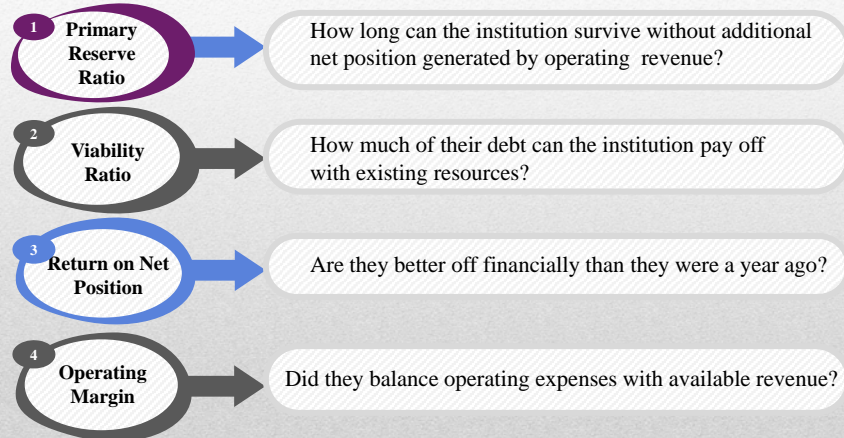 1
Primary
Reserve
Ratio
How long can the institution survive without additional
net position generated by operating revenue?
2
Viability
Ratio
How much of their debt can the institution pay off
with existing resources?
3
Return on Net
Position
Are they better off financially than they were a year ago?
4
Operating
Margin
Did they balance operating expenses with available revenue?